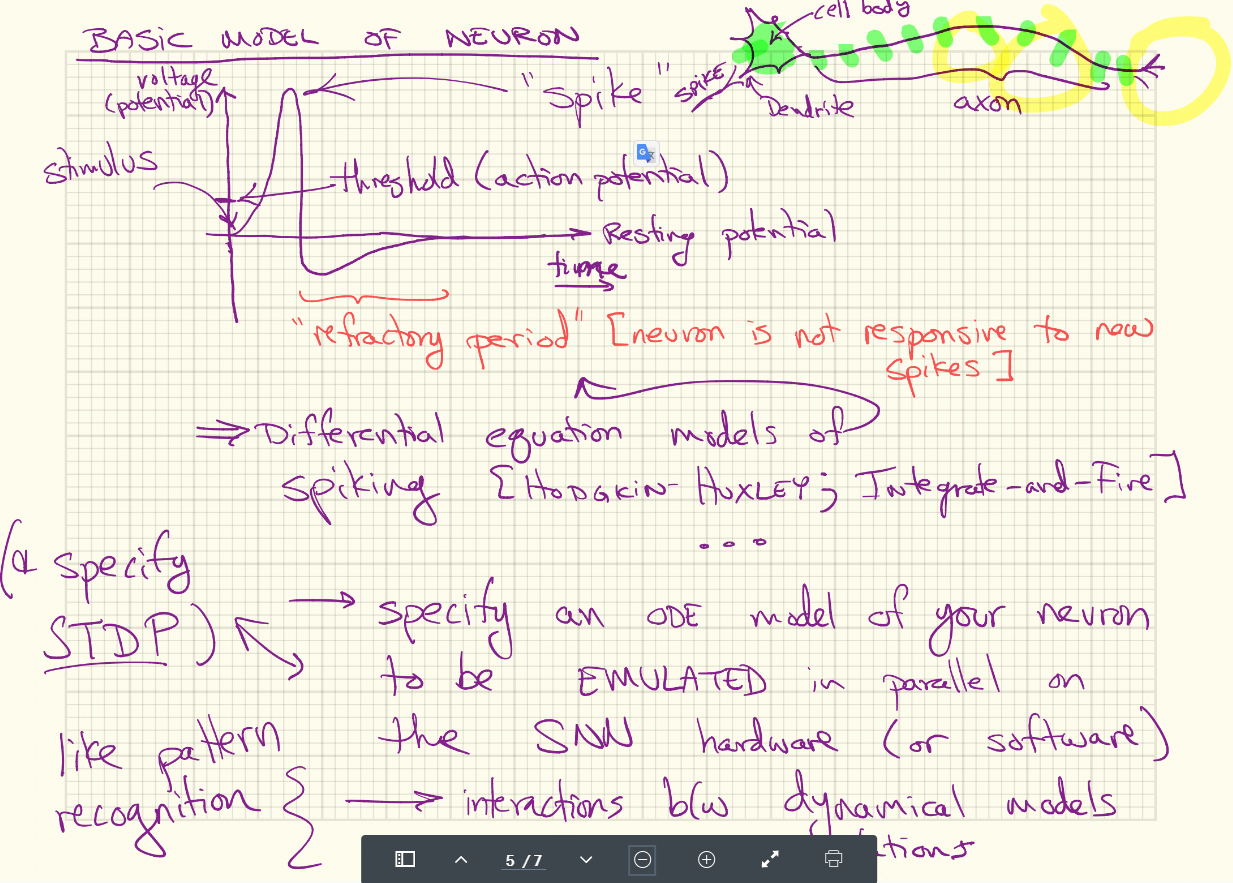 BASIC MODEL OF NEURON
cell body
voltage
(potential)
"spike"
spike
Dendrite
axon
stimulus
threshold (action potential)
Resting potential
time
"refractory period" [neuron is not responsive to new
spikes]
⇒ Differential equation models of
spiking [HODGKIN-HUXLEY; Integrate-and-Fire]
...
(& specify
STDP)
→ specify an ODE model of your neuron
to be EMULATED in parallel on
the SNN hardware (or software)
like pattern
recognition {
→ interactions b/w dynamical models
5 / 7